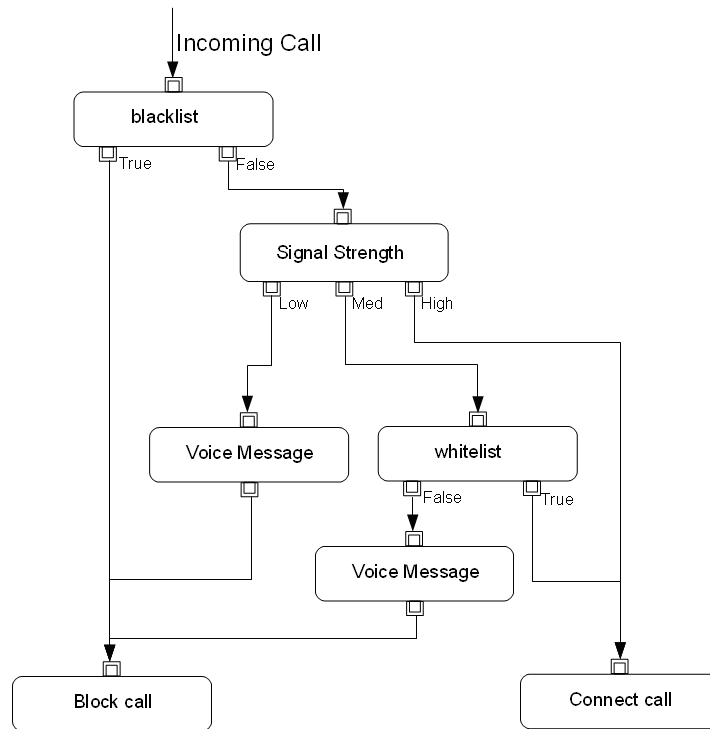 Incoming Call
blacklist
True
False
Signal Strength
Low
Med
High
Voice Message
whitelist
False
True
Voice Message
Block call
Connect call